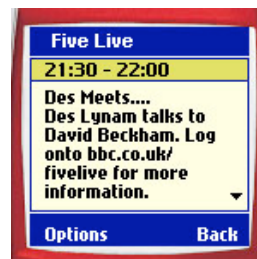 Five Live
21:30 - 22:00
Des Meets....
Des Lynam talks to
David Beckham. Log
onto bbc.co.uk/
fivelive for more
information.
Options Back